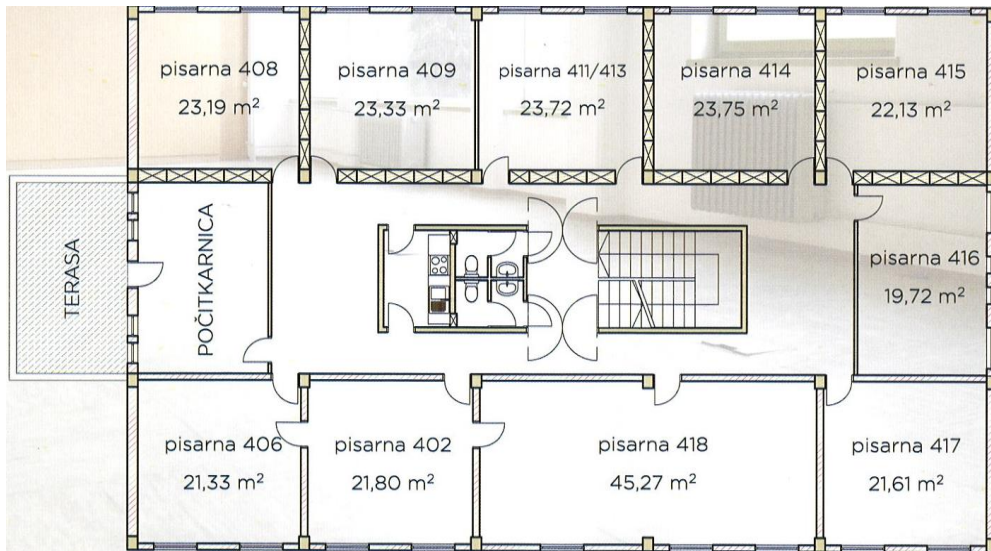 pisarna 408
23,19 m²
pisarna 409
23,33 m²
pisarna 411/413
23,72 m²
pisarna 414
23,75 m²
pisarna 415
22,13 m²
TERASA
POČITKARNICA
pisarna 416
19,72 m²
pisarna 406
21,33 m²
pisarna 402
21,80 m²
pisarna 418
45,27 m²
pisarna 417
21,61 m²